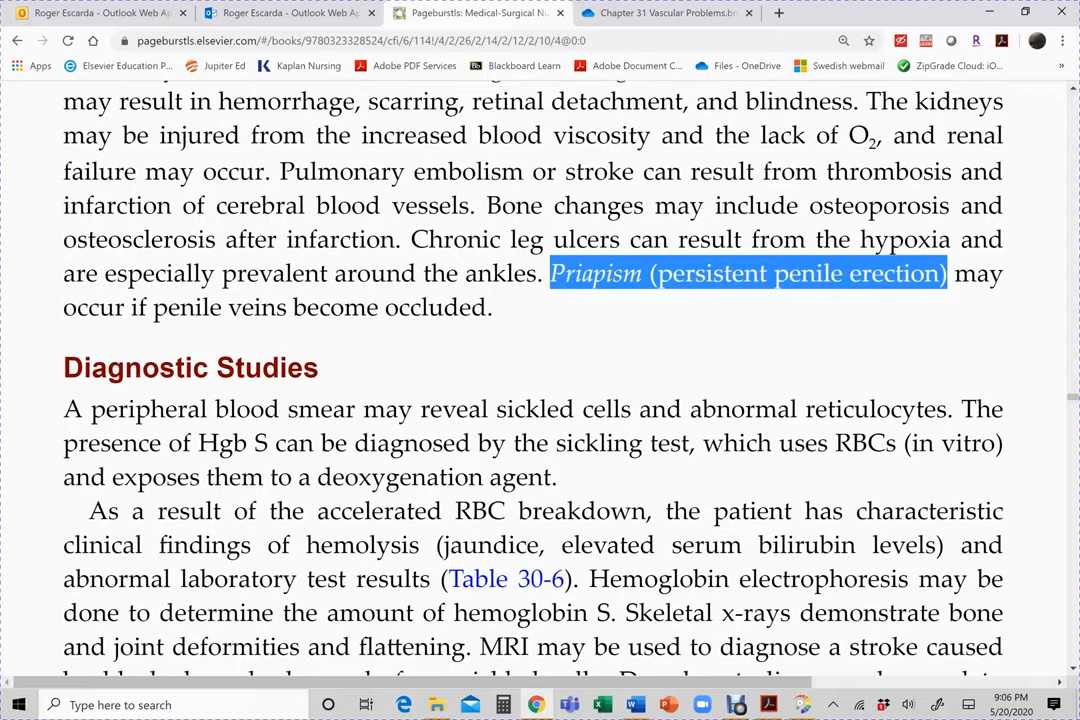 Roger Escarda - Outlook Web Ap
Roger Escarda - Outlook Web Ap
Pageburstls: Medical-Surgical Nu
Chapter 31 Vascular Problems.bm
pageburstls.elsevier.com/#/books/9780323328524/cfi/6/114!/4/2/26/2/14/2/12/2/10/4@0:0
Apps
Elsevier Education P...
Jupiter Ed
Kaplan Nursing
Adobe PDF Services
Blackboard Learn
Adobe Document C...
Files - OneDrive
Swedish webmail
ZipGrade Cloud: iO...
may result in hemorrhage, scarring, retinal detachment, and blindness. The kidneys
may be injured from the increased blood viscosity and the lack of O2, and renal
failure may occur. Pulmonary embolism or stroke can result from thrombosis and
infarction of cerebral blood vessels. Bone changes may include osteoporosis and
osteosclerosis after infarction. Chronic leg ulcers can result from the hypoxia and
are especially prevalent around the ankles. Priapism (persistent penile erection) may
occur if penile veins become occluded.
Diagnostic Studies
A peripheral blood smear may reveal sickled cells and abnormal reticulocytes. The
presence of Hgb S can be diagnosed by the sickling test, which uses RBCs (in vitro)
and exposes them to a deoxygenation agent.
As a result of the accelerated RBC breakdown, the patient has characteristic
clinical findings of hemolysis (jaundice, elevated serum bilirubin levels) and
abnormal laboratory test results (Table 30-6). Hemoglobin electrophoresis may be
done to determine the amount of hemoglobin S. Skeletal x-rays demonstrate bone
and joint deformities and flattening. MRI may be used to diagnose a stroke caused
Type here to search
9:06 PM
5/20/2020